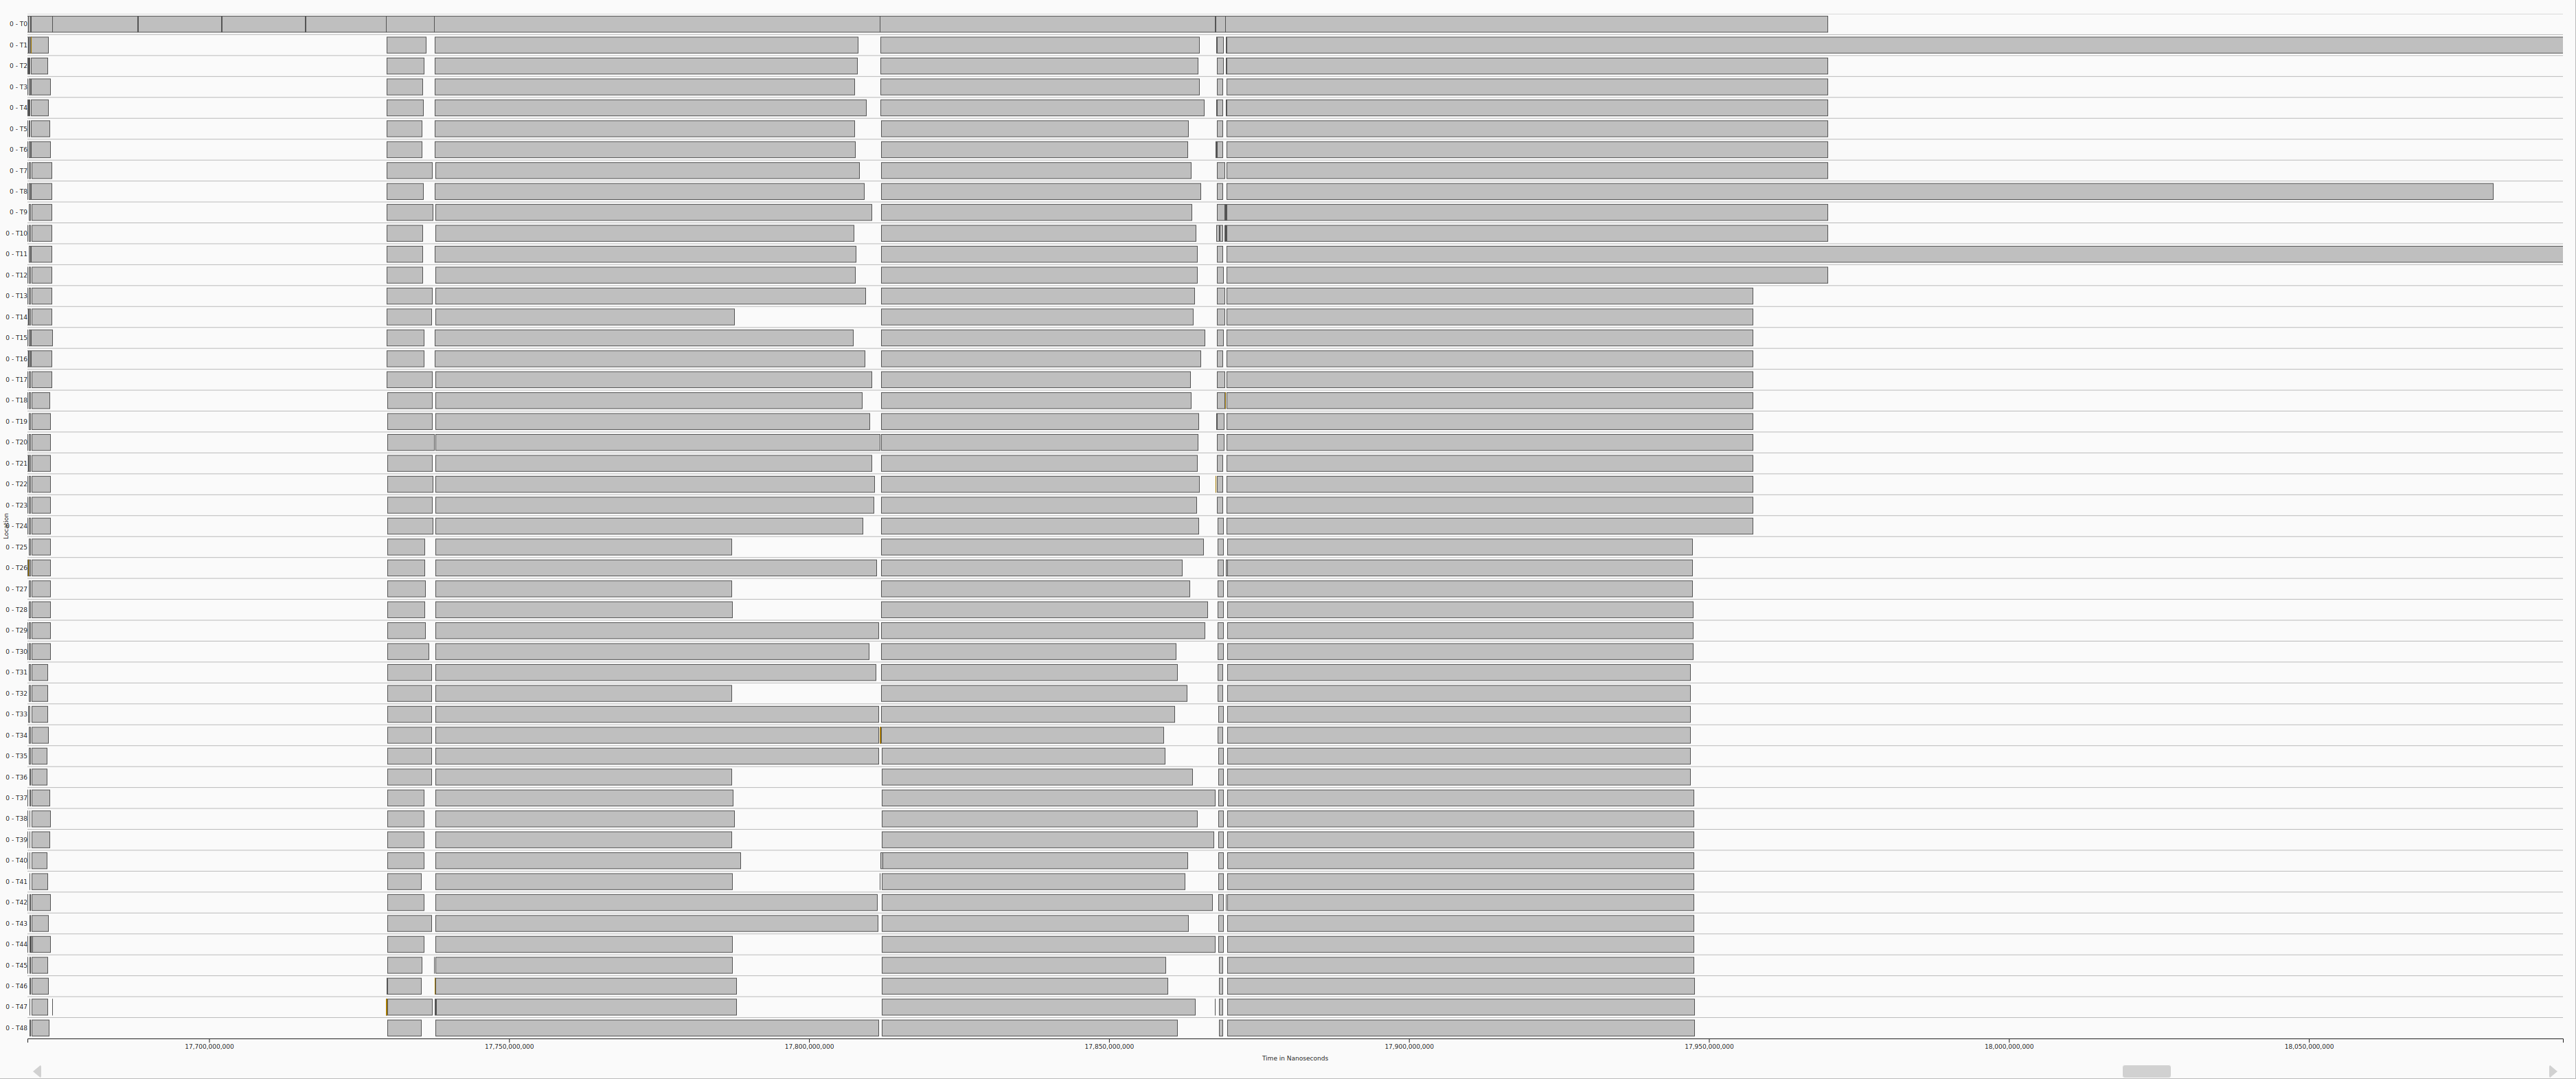 0 - T0
0 - T1
0 - T2
0 - T3
0 - T4
0 - T5
0 - T6
0 - T7
0 - T8
0 - T9
0 - T10
0 - T11
0 - T12
0 - T13
0 - T14
0 - T15
0 - T16
0 - T17
0 - T18
0 - T19
0 - T20
0 - T21
0 - T22
0 - T23
0 - T24
Location
0 - T25
0 - T26
0 - T27
0 - T28
0 - T29
0 - T30
0 - T31
0 - T32
0 - T33
0 - T34
0 - T35
0 - T36
0 - T37
0 - T38
0 - T39
0 - T40
0 - T41
0 - T42
0 - T43
0 - T44
0 - T45
0 - T46
0 - T47
0 - T48
17,700,000,000 17,750,000,000 17,800,000,000 17,850,000,000 17,900,000,000 17,950,000,000 18,000,000,000 18,050,000,000
Time in Nanoseconds